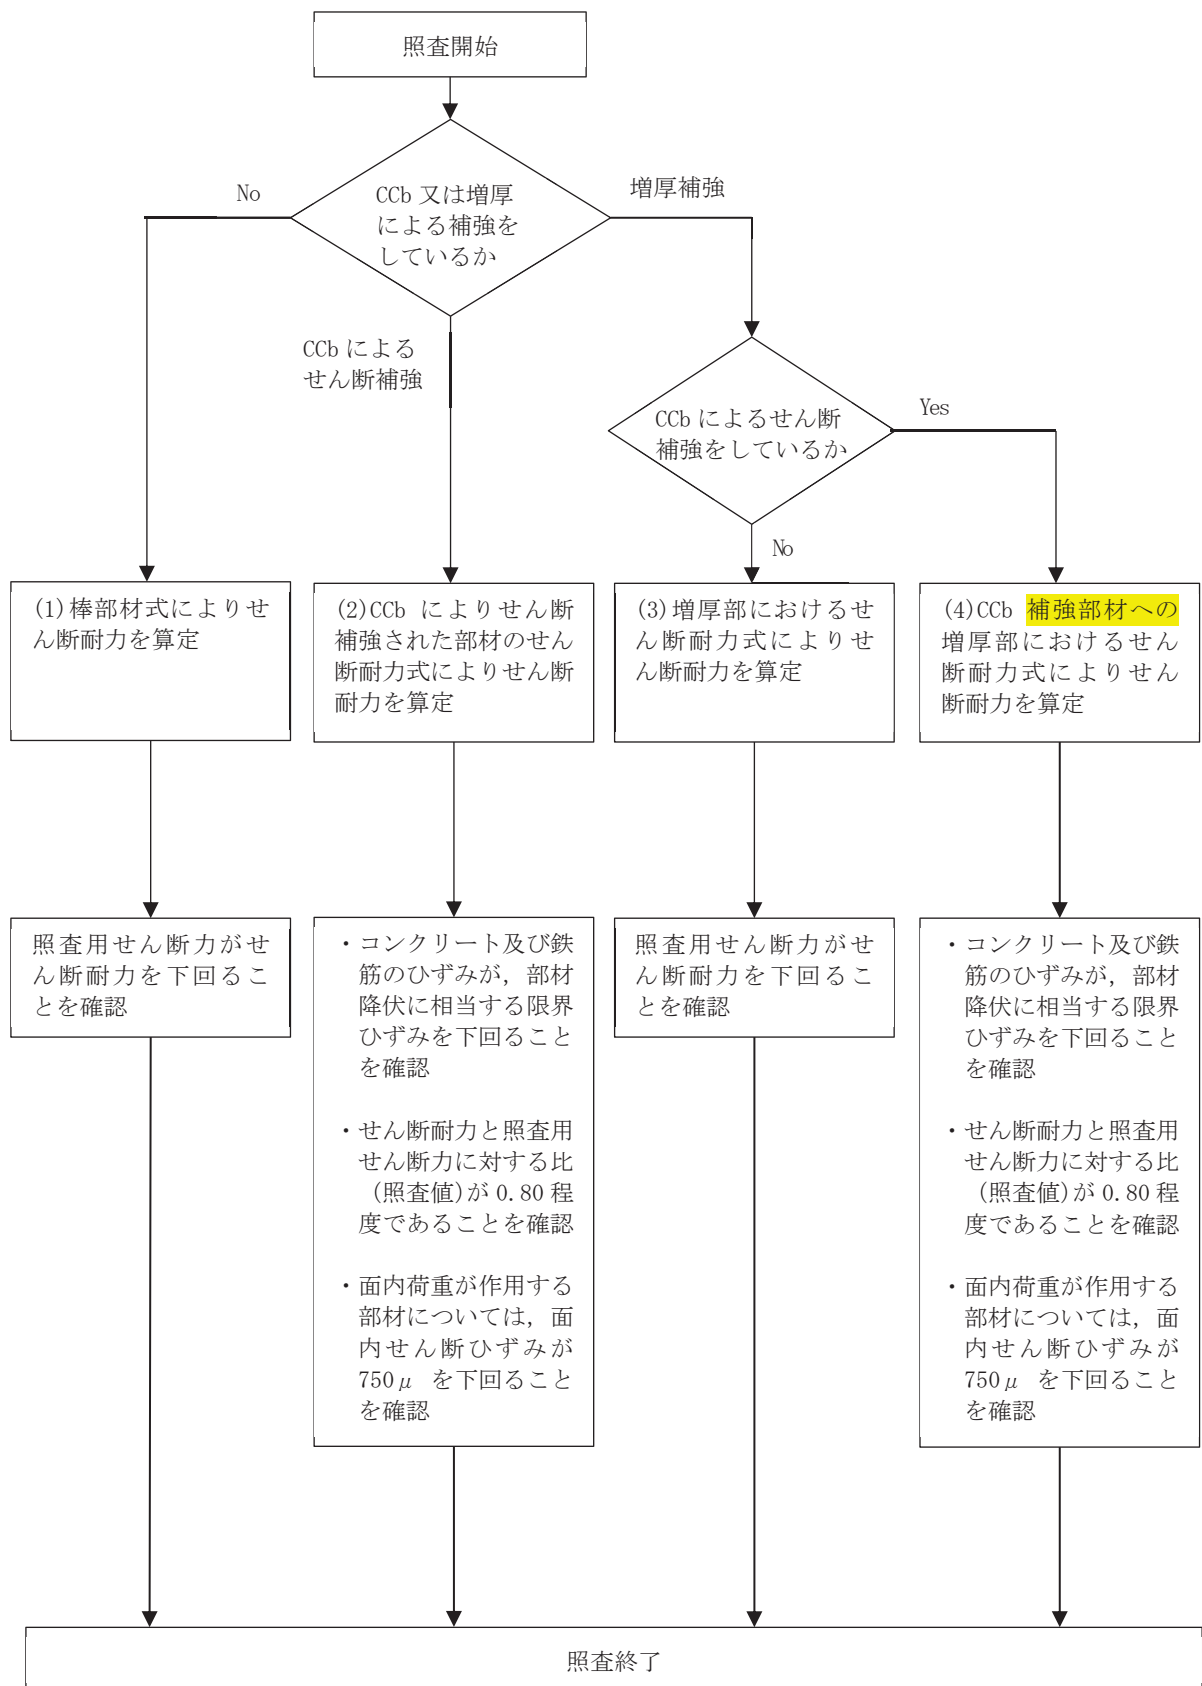 照査開始
No
CCb 又は増厚
による補強を
しているか
増厚補強
CCb による
せん断補強
CCb によるせん断
補強をしているか
Yes
No
(1)棒部材式によりせ
ん断耐力を算定
(2)CCb によりせん断
補強された部材のせん
断耐力式によりせん断
耐力を算定
(3)増厚部におけるせ
ん断耐力式によりせ
ん断耐力を算定
(4)CCb 補強部材への
増厚部におけるせん
断耐力式によりせん
断耐力を算定
照査用せん断力がせ
ん断耐力を下回るこ
とを確認
・コンクリート及び鉄
筋のひずみが，部材
降伏に相当する限界
ひずみを下回ること
を確認
・せん断耐力と照査用
せん断力に対する比
(照査値)が 0.80 程
度であることを確認
・面内荷重が作用する
部材については，面
内せん断ひずみが
750μ を下回ること
を確認
照査用せん断力がせ
ん断耐力を下回るこ
とを確認
・コンクリート及び鉄
筋のひずみが，部材
降伏に相当する限界
ひずみを下回ること
を確認
・せん断耐力と照査用
せん断力に対する比
(照査値)が 0.80 程
度であることを確認
・面内荷重が作用する
部材については，面
内せん断ひずみが
750μ を下回ること
を確認
照査終了